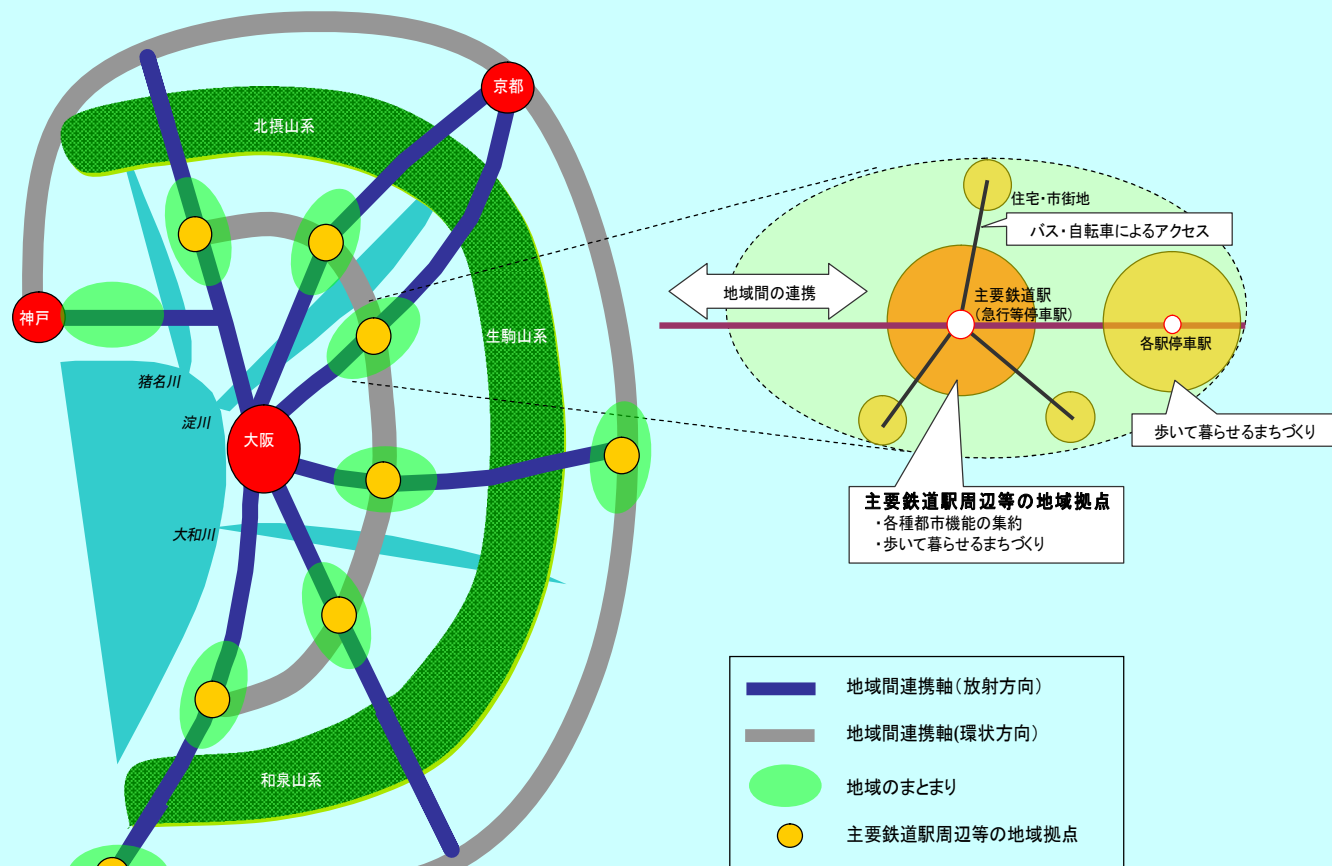 京都
北摂山系
神戸
生駒山系
猪名川
淀川
大阪
大和川
和泉山系
住宅・市街地
バス・自転車によるアクセス
地域間の連携
主要鉄道駅
(急行等停車駅)
各駅停車駅
歩いて暮らせるまちづくり
主要鉄道駅周辺等の地域拠点
・各種都市機能の集約
・歩いて暮らせるまちづくり
地域間連携軸(放射方向)
地域間連携軸(環状方向)
地域のまとまり
主要鉄道駅周辺等の地域拠点